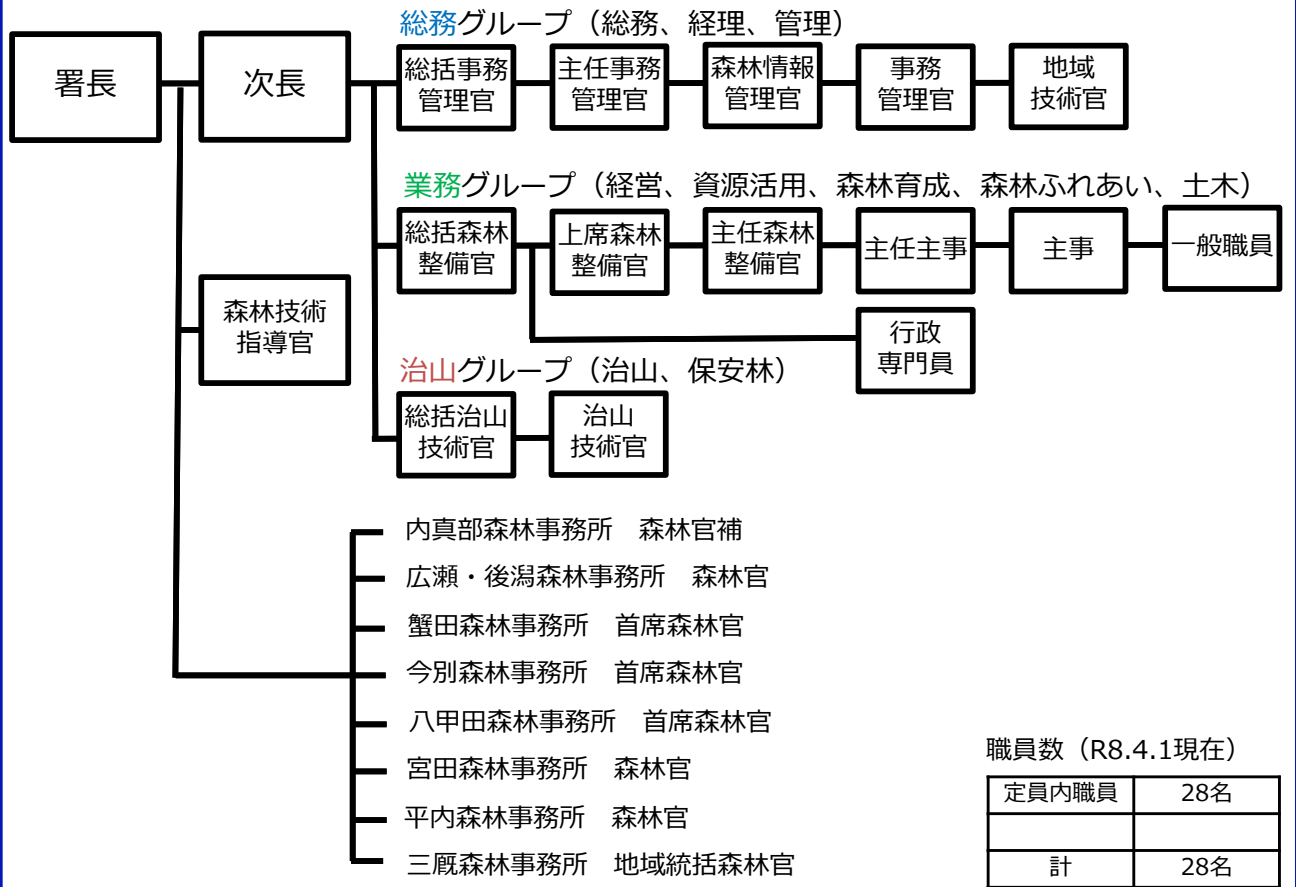 総務グループ（総務、経理、管理）
署長
次長
総括事務
管理官
主任事務
管理官
森林情報
管理官
事務
管理官
地域
技術官
業務グループ（経営、資源活用、森林育成、森林ふれあい、土木）
総括森林
整備官
上席森林
整備官
主任森林
整備官
主任主事
主事
一般職員
森林技術
指導官
行政
専門員
治山グループ（治山、保安林）
総括治山
技術官
治山
技術官
内真部森林事務所　森林官補
広瀬・後潟森林事務所　森林官
蟹田森林事務所　首席森林官
今別森林事務所　首席森林官
八甲田森林事務所　首席森林官
宮田森林事務所　森林官
平内森林事務所　森林官
三厩森林事務所　地域統括森林官
職員数（R8.4.1現在）
定員内職員　28名
計　28名